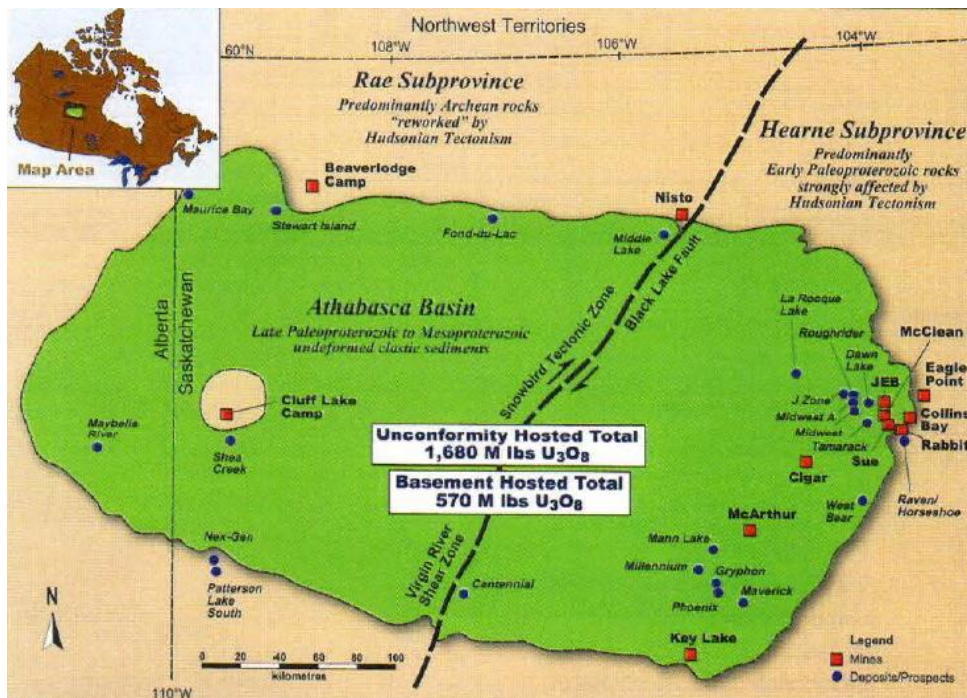 Northwest Territories
60°N
108°W
106°W
104°W
Map Area
Rae Subprovince
Predominantly Archean rocks
"reworked" by
Hudsonian Tectonism
Hearne Subprovince
Predominantly
Early Paleoproterozoic rocks
strongly affected by
Hudsonian Tectonism
Beaverlodge
Camp
Maurice Bay
Stewart Island
Fond-du-Lac
Nisto
Middle
Lake
Alberta
Saskatchewan
Athabasca Basin
Late Paleoproterozoic to Mesoproterozoic
undeformed clastic sediments
Snowbird Tectonic Zone
Black Lake Fault
La Rocque
Lake
Roughrider
Dawn
Lake
McClean
Eagle
Point
JEB
J Zone
Midwest A
Midwest
Tamarack
Collins
Bay
Rabbit
Sue
Cluff Lake
Camp
Maybelle
River
Shea
Creek
Unconformity Hosted Total
1,680 M lbs U₃O₈
Basement Hosted Total
570 M lbs U₃O₈
Cigar
Raven/
Horseshoe
West
Bear
McArthur
Mann Lake
Millennium
Gryphon
Phoenix
Maverick
Nex-Gen
Patterson
Lake
South
Virgin River
Shear Zone
Centennial
Key Lake
N
0 20 40 60 80 100
kilometres
110°W
Legend
Mines
Deposits/Prospects